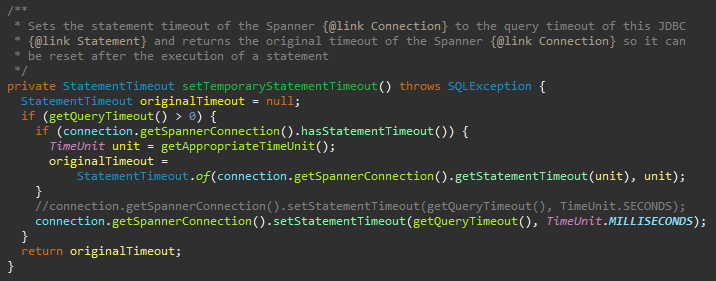 /**
 * Sets the statement timeout of the Spanner {@link Connection} to the query timeout of this JDBC
 * {@link Statement} and returns the original timeout of the Spanner {@link Connection} so it can
 * be reset after the execution of a statement
 */
private StatementTimeout setTemporaryStatementTimeout() throws SQLException {
  StatementTimeout originalTimeout = null;
  if (getQueryTimeout() > 0) {
    if (connection.getSpannerConnection().hasStatementTimeout()) {
      TimeUnit unit = getAppropriateTimeUnit();
      originalTimeout =
          StatementTimeout.of(connection.getSpannerConnection().getStatementTimeout(unit), unit);
    }
    //connection.getSpannerConnection().setStatementTimeout(getQueryTimeout(), TimeUnit.SECONDS);
    connection.getSpannerConnection().setStatementTimeout(getQueryTimeout(), TimeUnit.MILLISECONDS);
  }
  return originalTimeout;
}